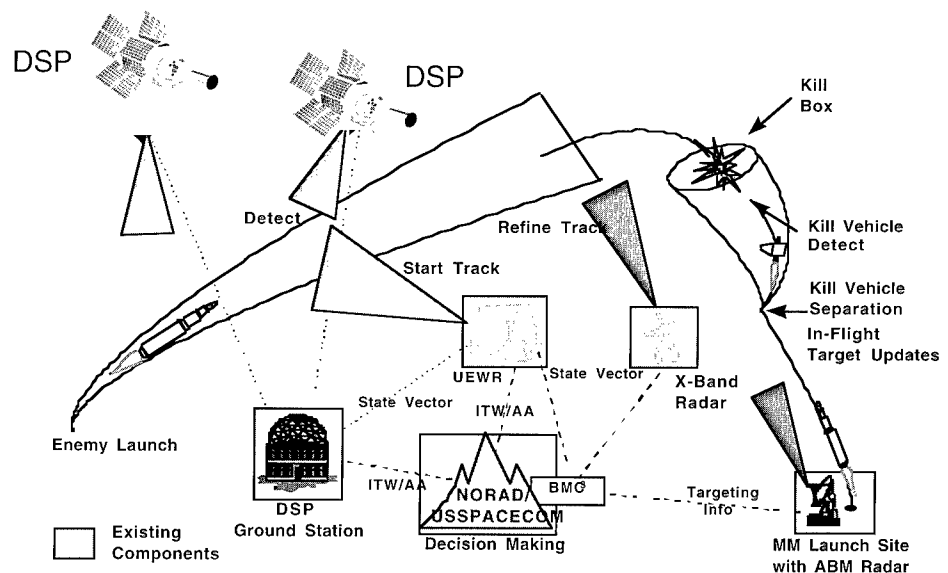 DSP
DSP
Kill
Box
Detect
Refine Track
Kill Vehicle
Detect
Start Track
Kill Vehicle
Separation
In-Flight
Target Updates
UEWR
State Vector
X-Band
Radar
State Vector
ITW/AA
Enemy Launch
ITW/AA
BMC
NORAD/
USSPACECOM
Targeting
Info
DSP
Ground Station
Decision Making
Existing
Components
MM Launch Site
with ABM Radar